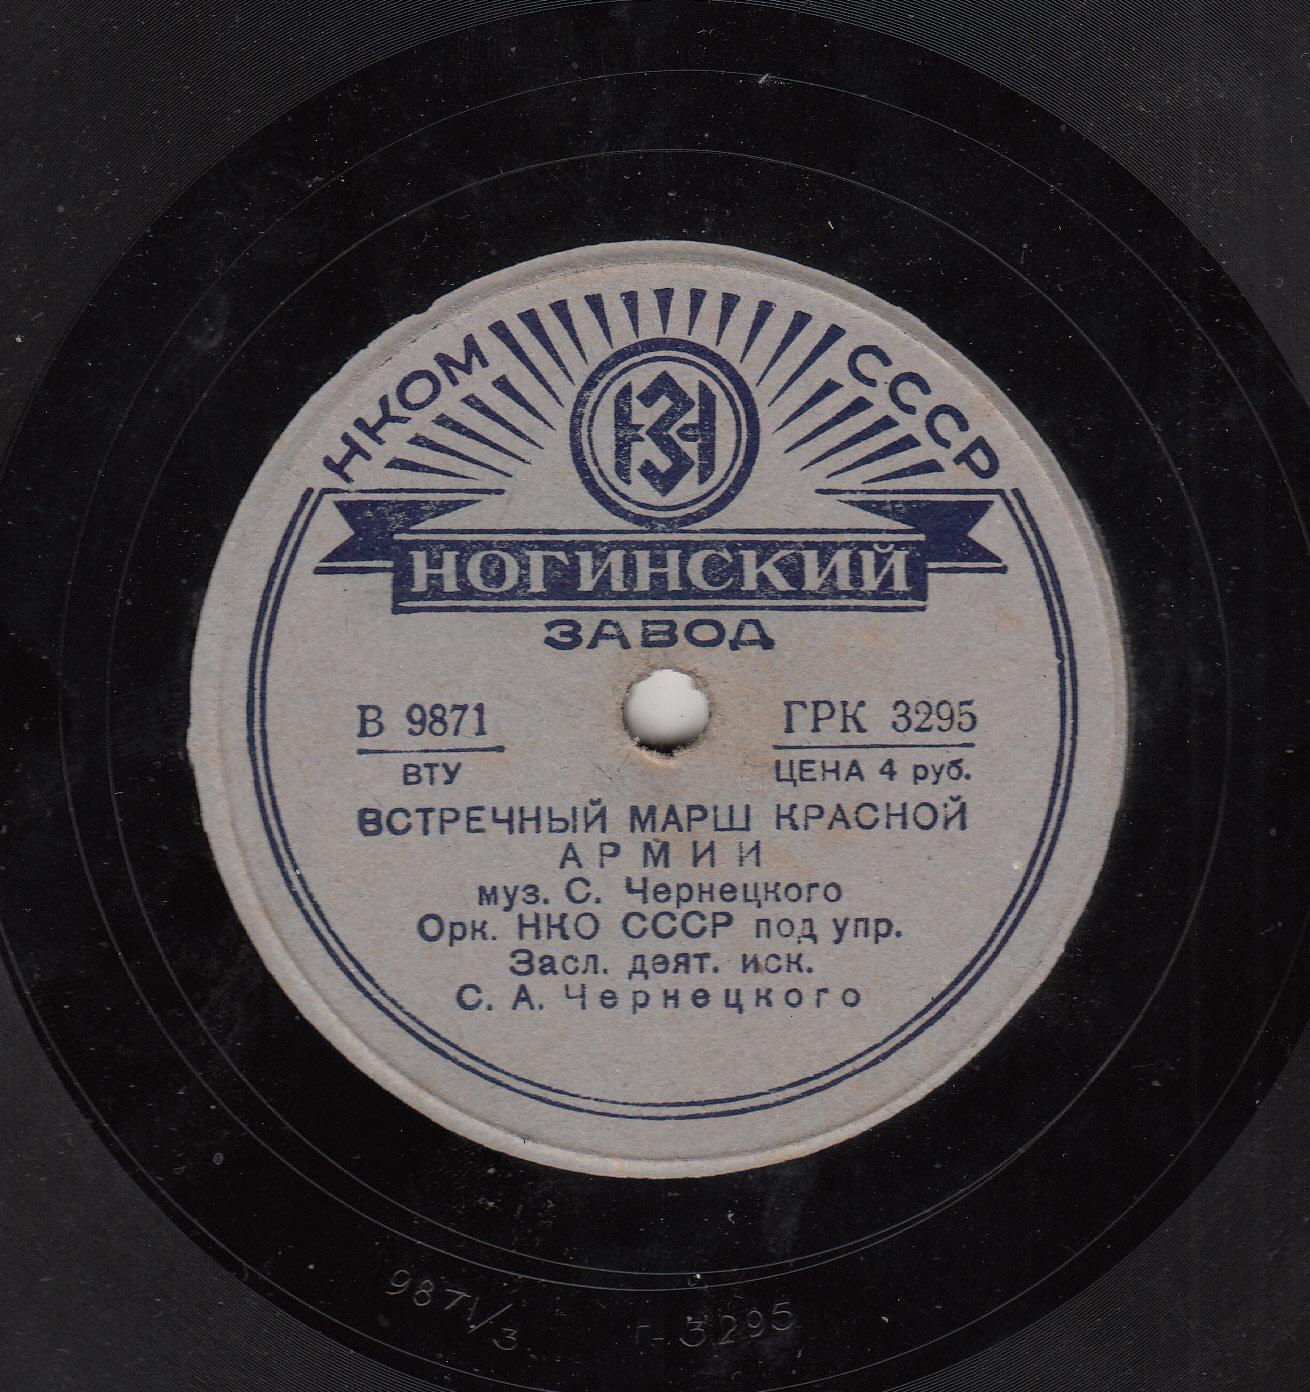 НКОМ СССР
НЗ
НОГИНСКИЙ
ЗАВОД
В 9871 ГРК 3295
ВТУ ЦЕНА 4 руб.
ВСТРЕЧНЫЙ МАРШ КРАСНОЙ
АРМИИ
муз. С. Чернецкого
Орк. НКО СССР под упр.
Засл. деят. иск.
С. А. Чернецкого
9871/3 г- 3295